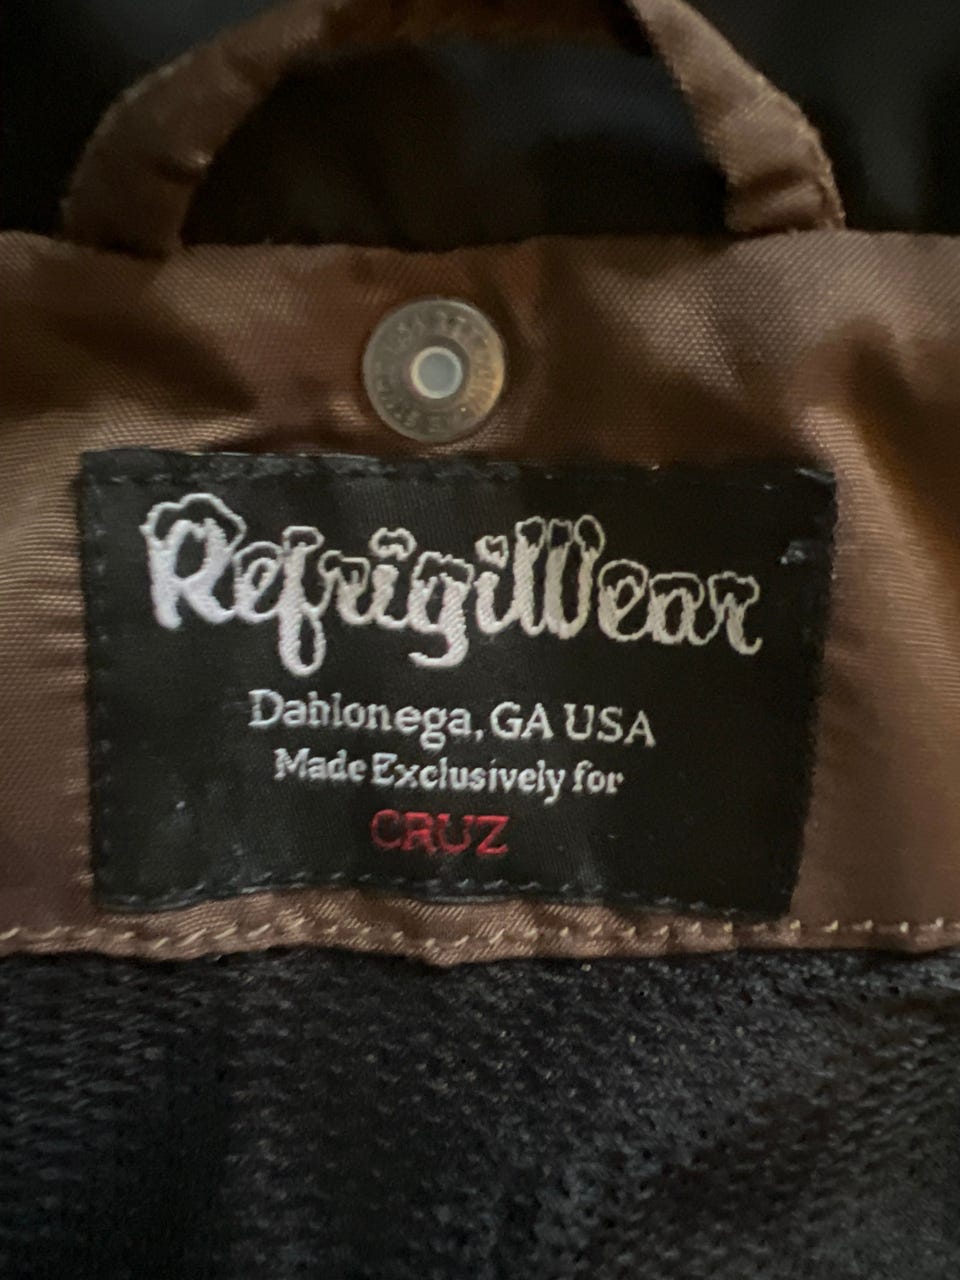 RefrigiWear
Dahlonega, GA USA
Made Exclusively for
CRUZ